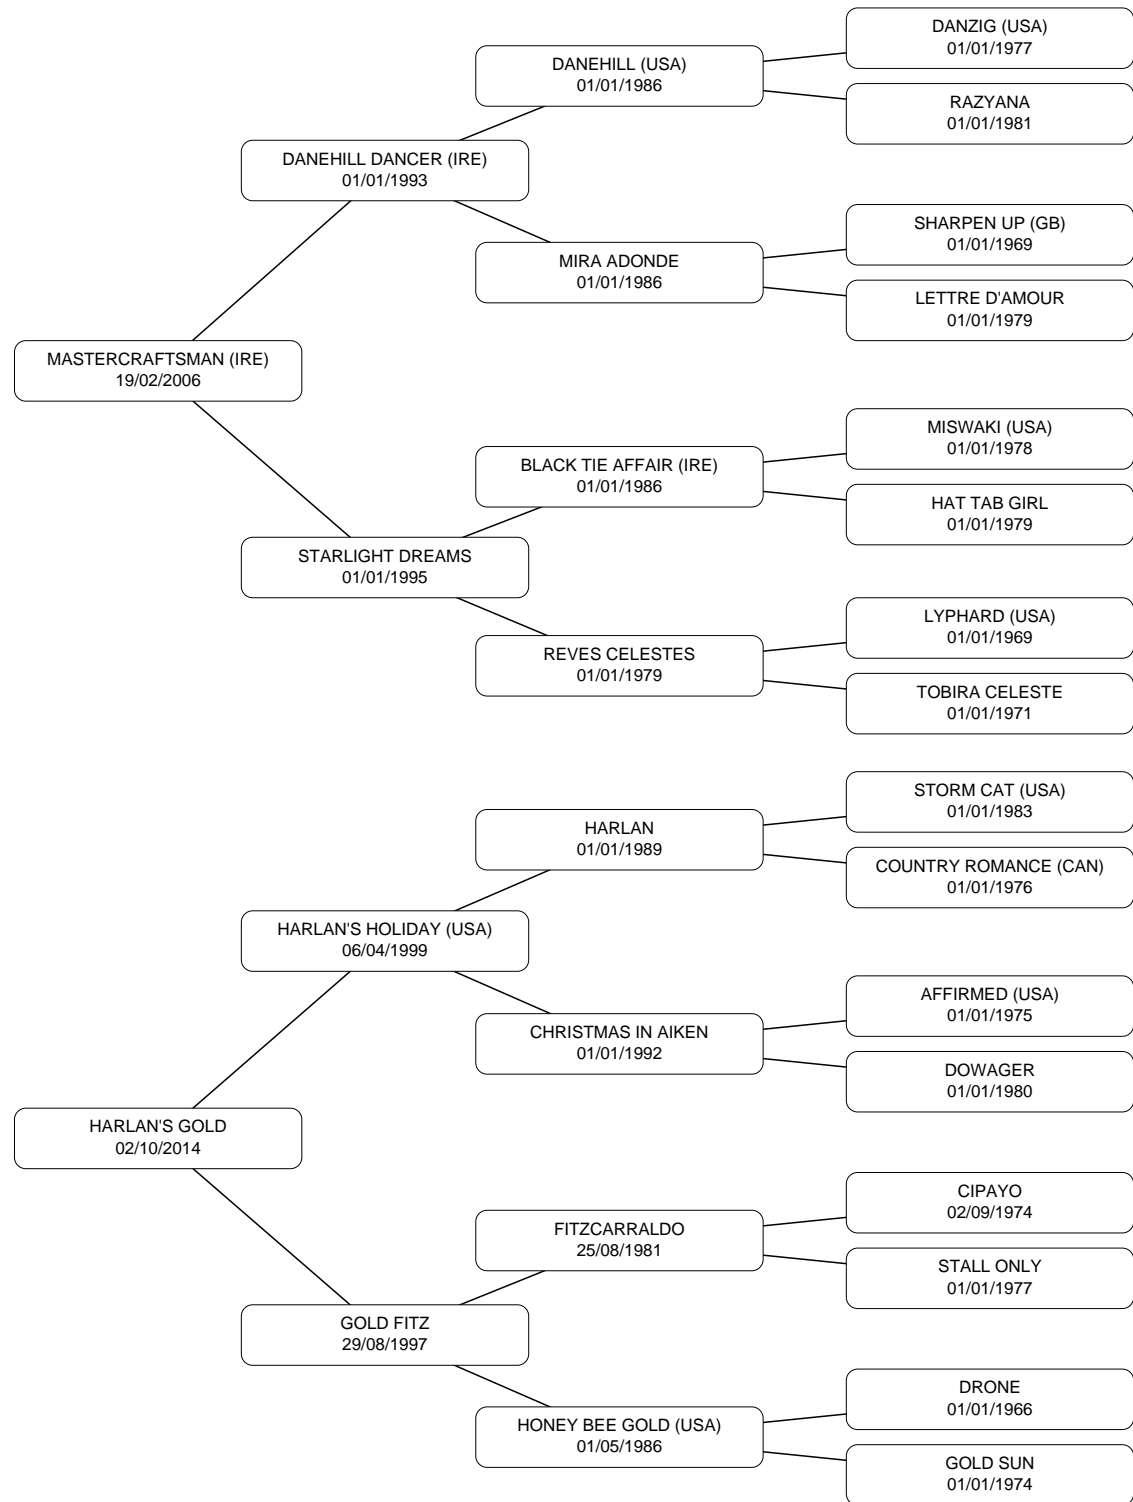 DANZIG (USA)
01/01/1977
DANEHILL (USA)
01/01/1986
RAZYANA
01/01/1981
DANEHILL DANCER (IRE)
01/01/1993
SHARPEN UP (GB)
01/01/1969
MIRA ADONDE
01/01/1986
LETTRE D'AMOUR
01/01/1979
MASTERCRAFTSMAN (IRE)
19/02/2006
MISWAKI (USA)
01/01/1978
BLACK TIE AFFAIR (IRE)
01/01/1986
HAT TAB GIRL
01/01/1979
STARLIGHT DREAMS
01/01/1995
LYPHARD (USA)
01/01/1969
REVES CELESTES
01/01/1979
TOBIRA CELESTE
01/01/1971
STORM CAT (USA)
01/01/1983
HARLAN
01/01/1989
COUNTRY ROMANCE (CAN)
01/01/1976
HARLAN'S HOLIDAY (USA)
06/04/1999
AFFIRMED (USA)
01/01/1975
CHRISTMAS IN AIKEN
01/01/1992
DOWAGER
01/01/1980
HARLAN'S GOLD
02/10/2014
CIPAYO
02/09/1974
FITZCARRALDO
25/08/1981
STALL ONLY
01/01/1977
GOLD FITZ
29/08/1997
DRONE
01/01/1966
HONEY BEE GOLD (USA)
01/05/1986
GOLD SUN
01/01/1974